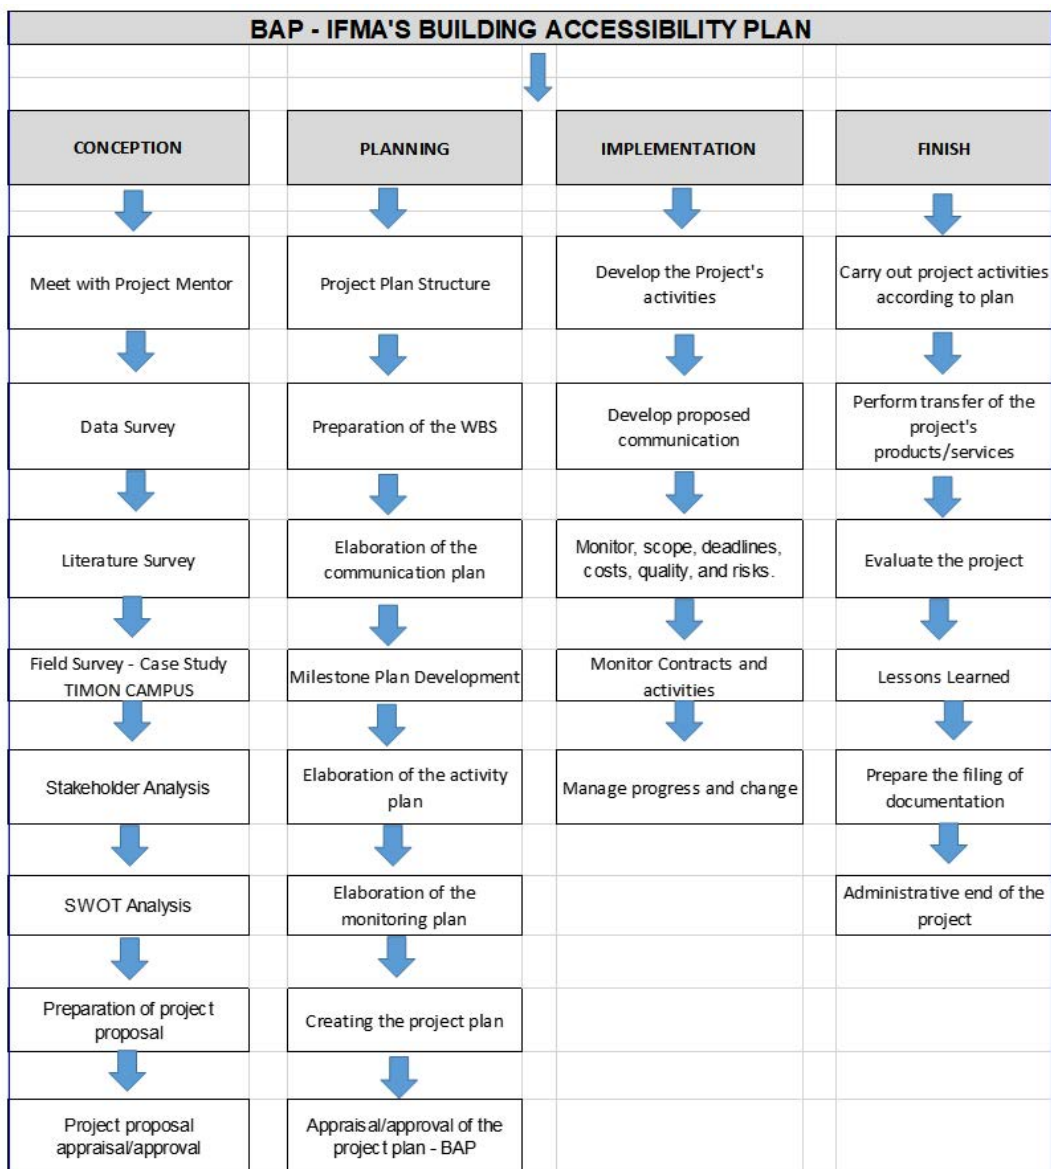 BAP - IFMA'S BUILDING ACCESSIBILITY PLAN
CONCEPTION
PLANNING
IMPLEMENTATION
FINISH
Meet with Project Mentor
Project Plan Structure
Develop the Project's
activities
Carry out project activities
according to plan
Data Survey
Preparation of the WBS
Develop proposed
communication
Perform transfer of the
project's
products/services
Literature Survey
Elaboration of the
communication plan
Monitor, scope, deadlines,
costs, quality, and risks.
Evaluate the project
Field Survey - Case Study
TIMON CAMPUS
Milestone Plan Development
Monitor Contracts and
activities
Lessons Learned
Stakeholder Analysis
Elaboration of the activity
plan
Manage progress and change
Prepare the filing of
documentation
SWOT Analysis
Elaboration of the
monitoring plan
Administrative end of the
project
Preparation of project
proposal
Creating the project plan
Project proposal
appraisal/approval
Appraisal/approval of the
project plan - BAP